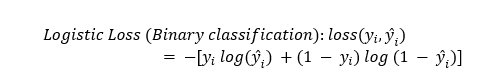 Logistic Loss (Binary classification): loss(yᵢ, ŷᵢ)
= −[yᵢ log(ŷᵢ) + (1 − yᵢ) log (1 − ŷᵢ)]